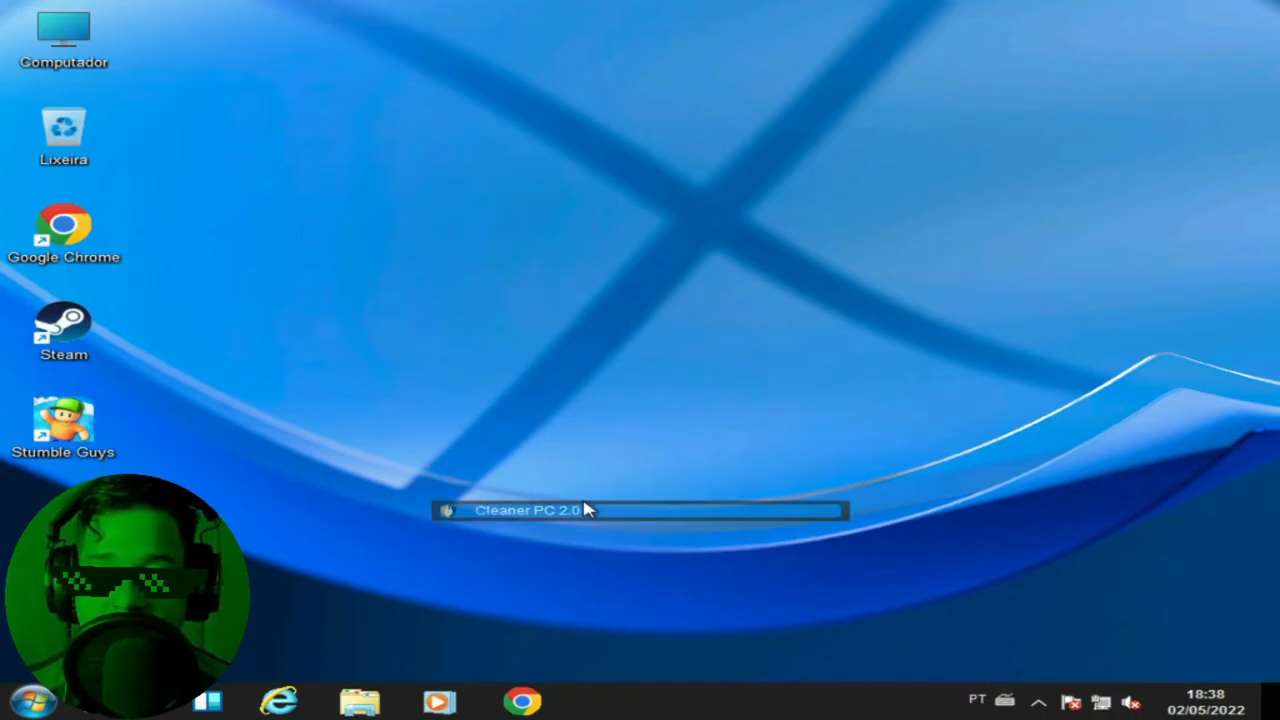 Computador
Lixeira
Google Chrome
Steam
Stumble Guys
Cleaner PC 2.0
PT
18:38
02/05/2022